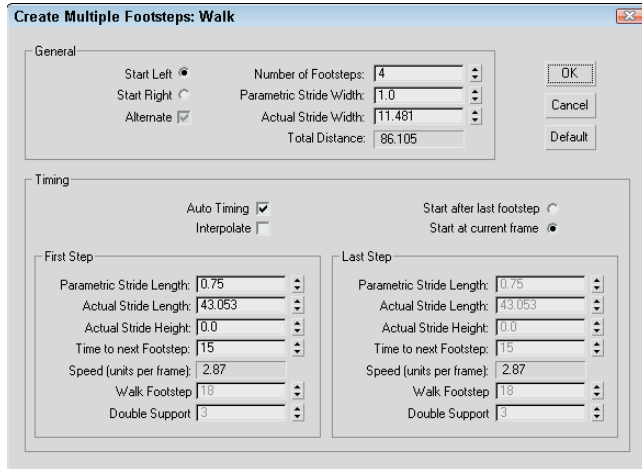 Create Multiple Footsteps: Walk
General
Start Left
Start Right
Alternate
Number of Footsteps: 4
Parametric Stride Width: 1.0
Actual Stride Width: 11.481
Total Distance: 86.105
OK
Cancel
Default
Timing
Auto Timing
Interpolate
Start after last footstep
Start at current frame
First Step
Parametric Stride Length: 0.75
Actual Stride Length: 43.053
Actual Stride Height: 0.0
Time to next Footstep: 15
Speed (units per frame): 2.87
Walk Footstep 18
Double Support 3
Last Step
Parametric Stride Length: 0.75
Actual Stride Length: 43.053
Actual Stride Height: 0.0
Time to next Footstep: 15
Speed (units per frame): 2.87
Walk Footstep 18
Double Support 3